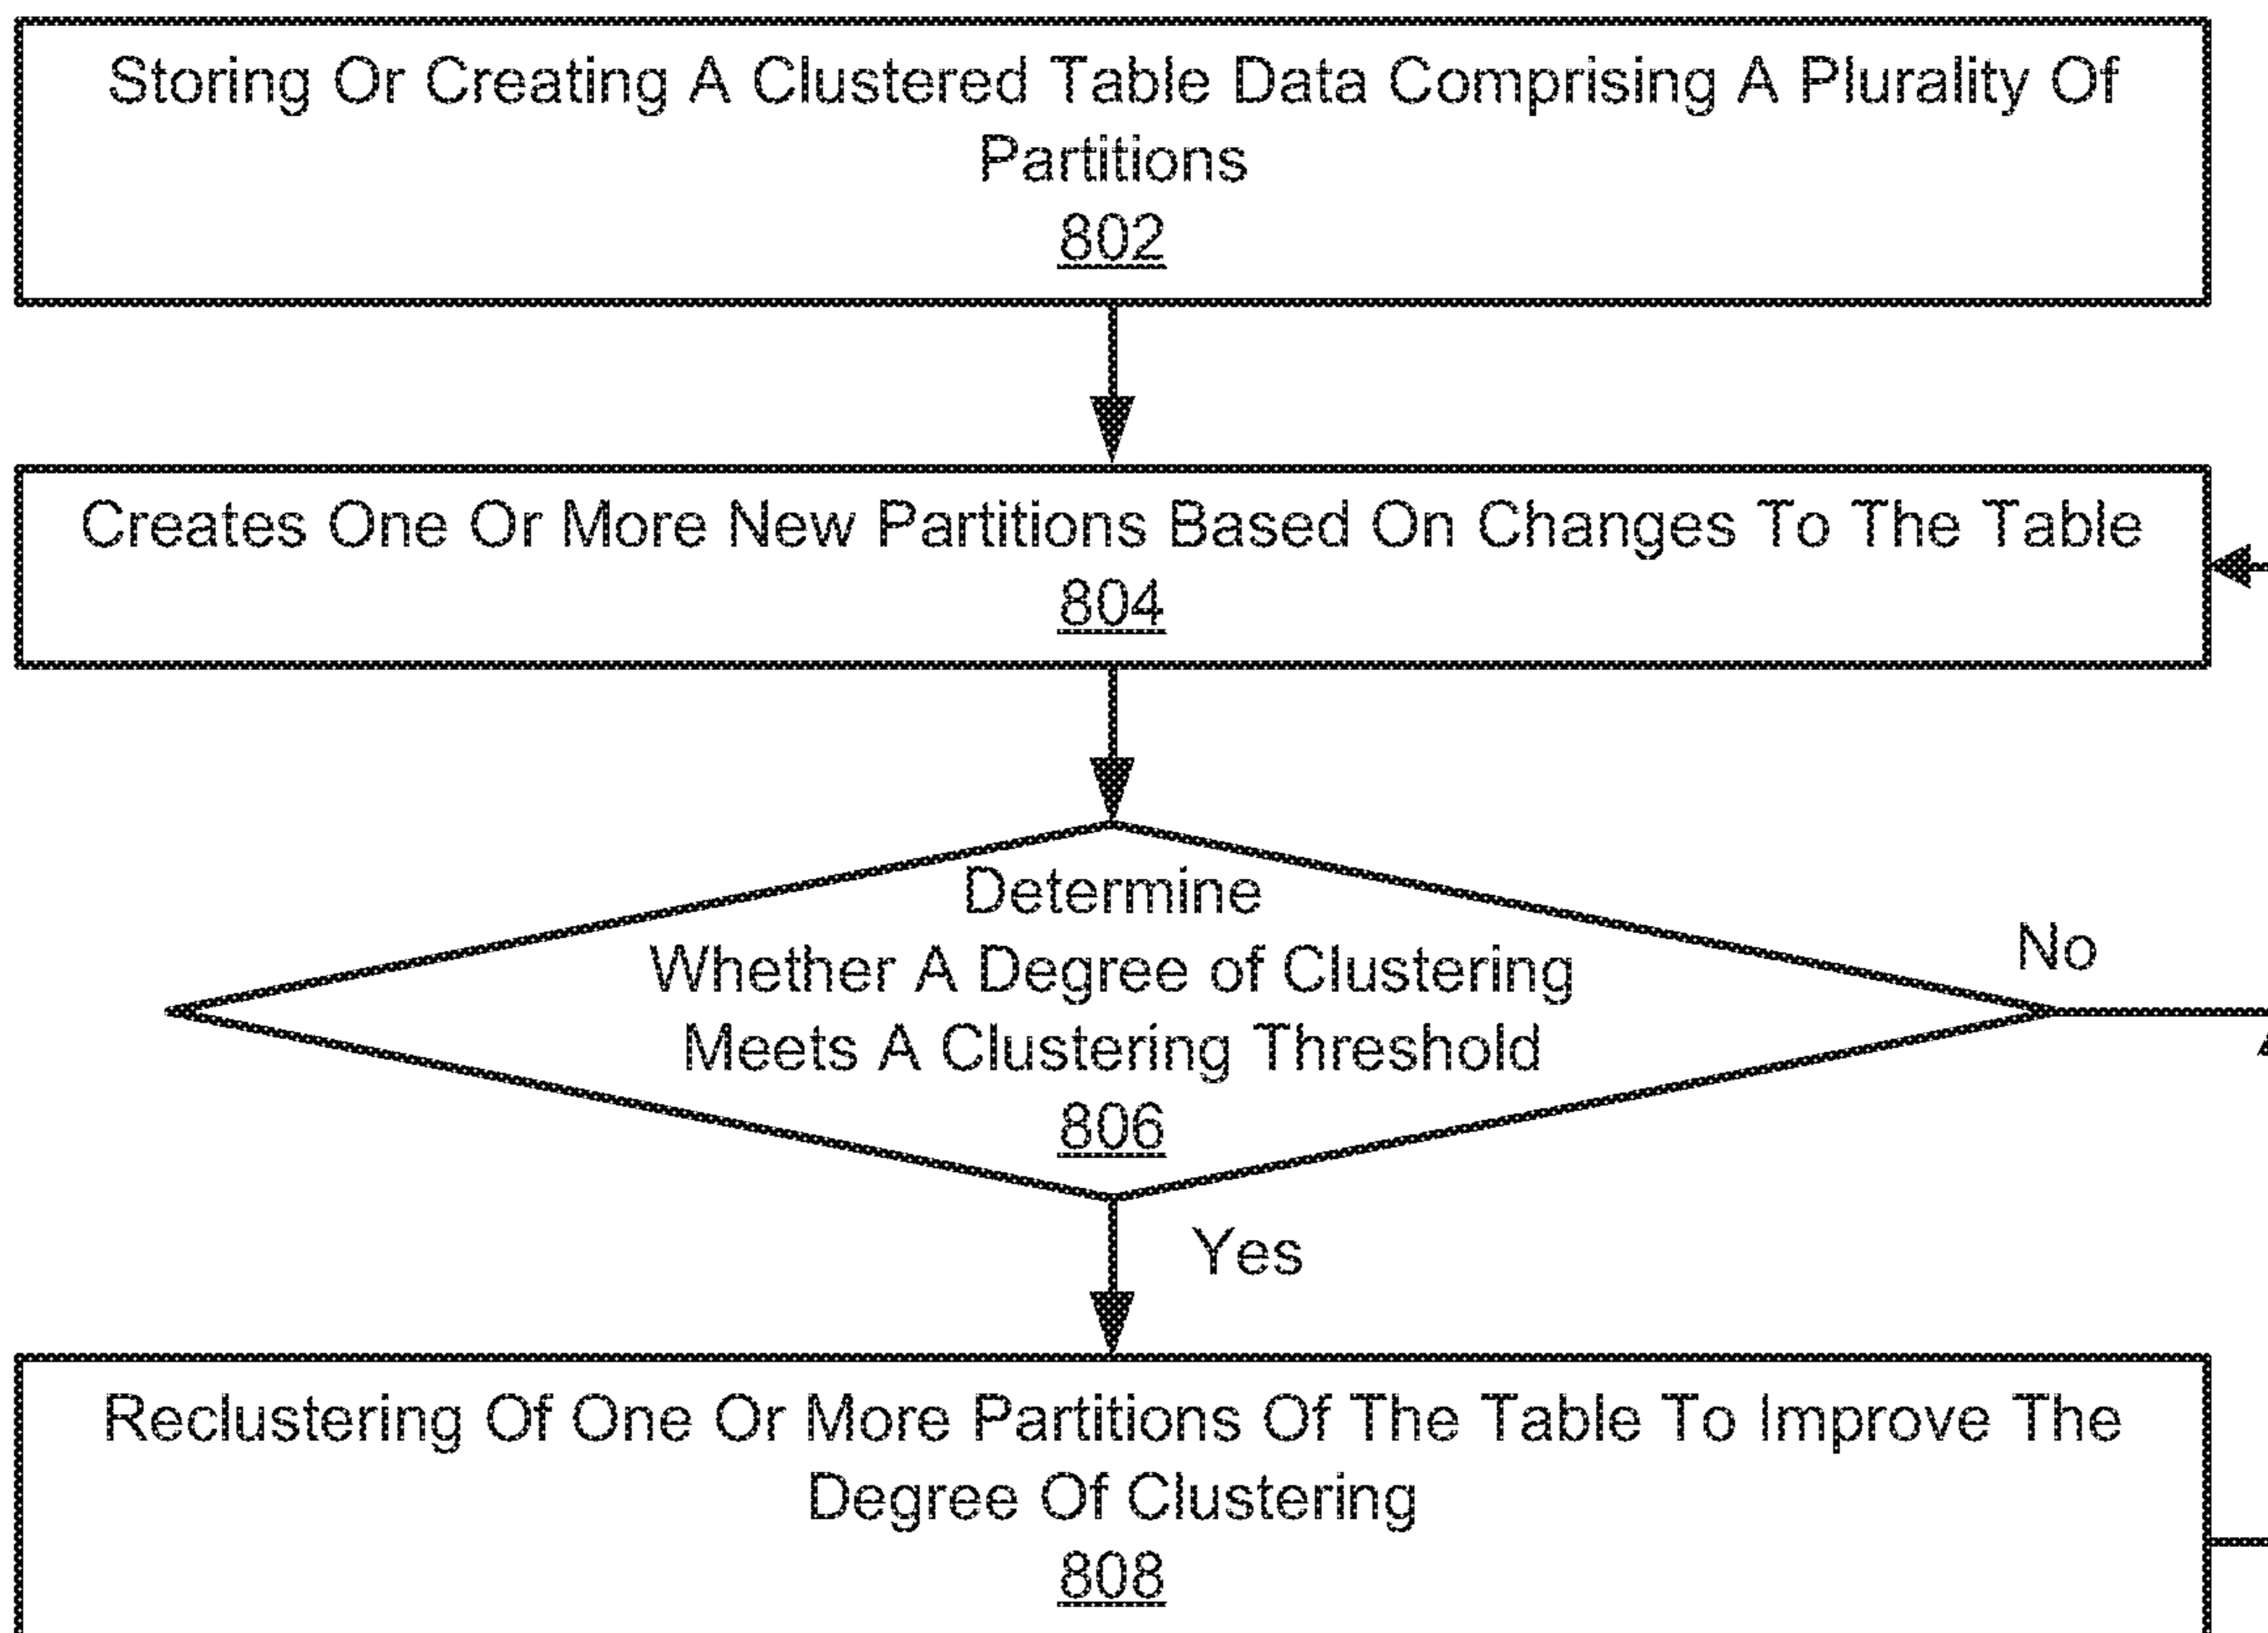 Storing Or Creating A Clustered Table Data Comprising A Plurality Of
Partitions
802
Creates One Or More New Partitions Based On Changes To The Table
804
Determine
Whether A Degree of Clustering
Meets A Clustering Threshold
806
No
Yes
Reclustering Of One Or More Partitions Of The Table To Improve The
Degree Of Clustering
808